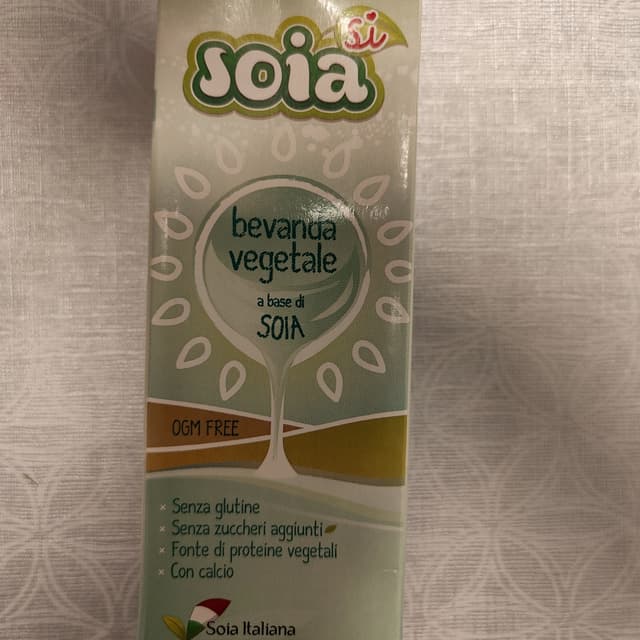 si
soia
bevanda
vegetale
a base di
SOIA
OGM FREE
× Senza glutine
× Senza zuccheri aggiunti
× Fonte di proteine vegetali
× Con calcio
Soia Italiana